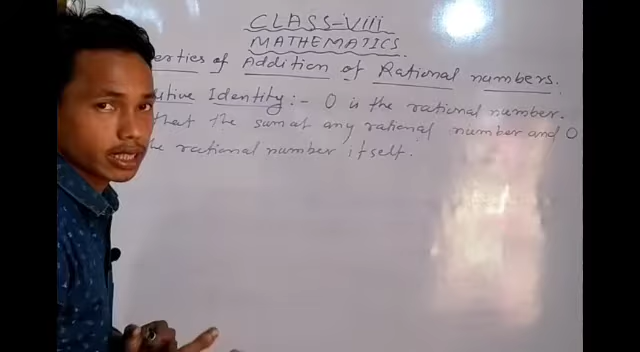 CLASS-VIII
MATHEMATICS.
erties of Addition of Rational numbers.
itive Identity:- 0 is the rational number.
that the sum of any rational number and 0
rational number itself.